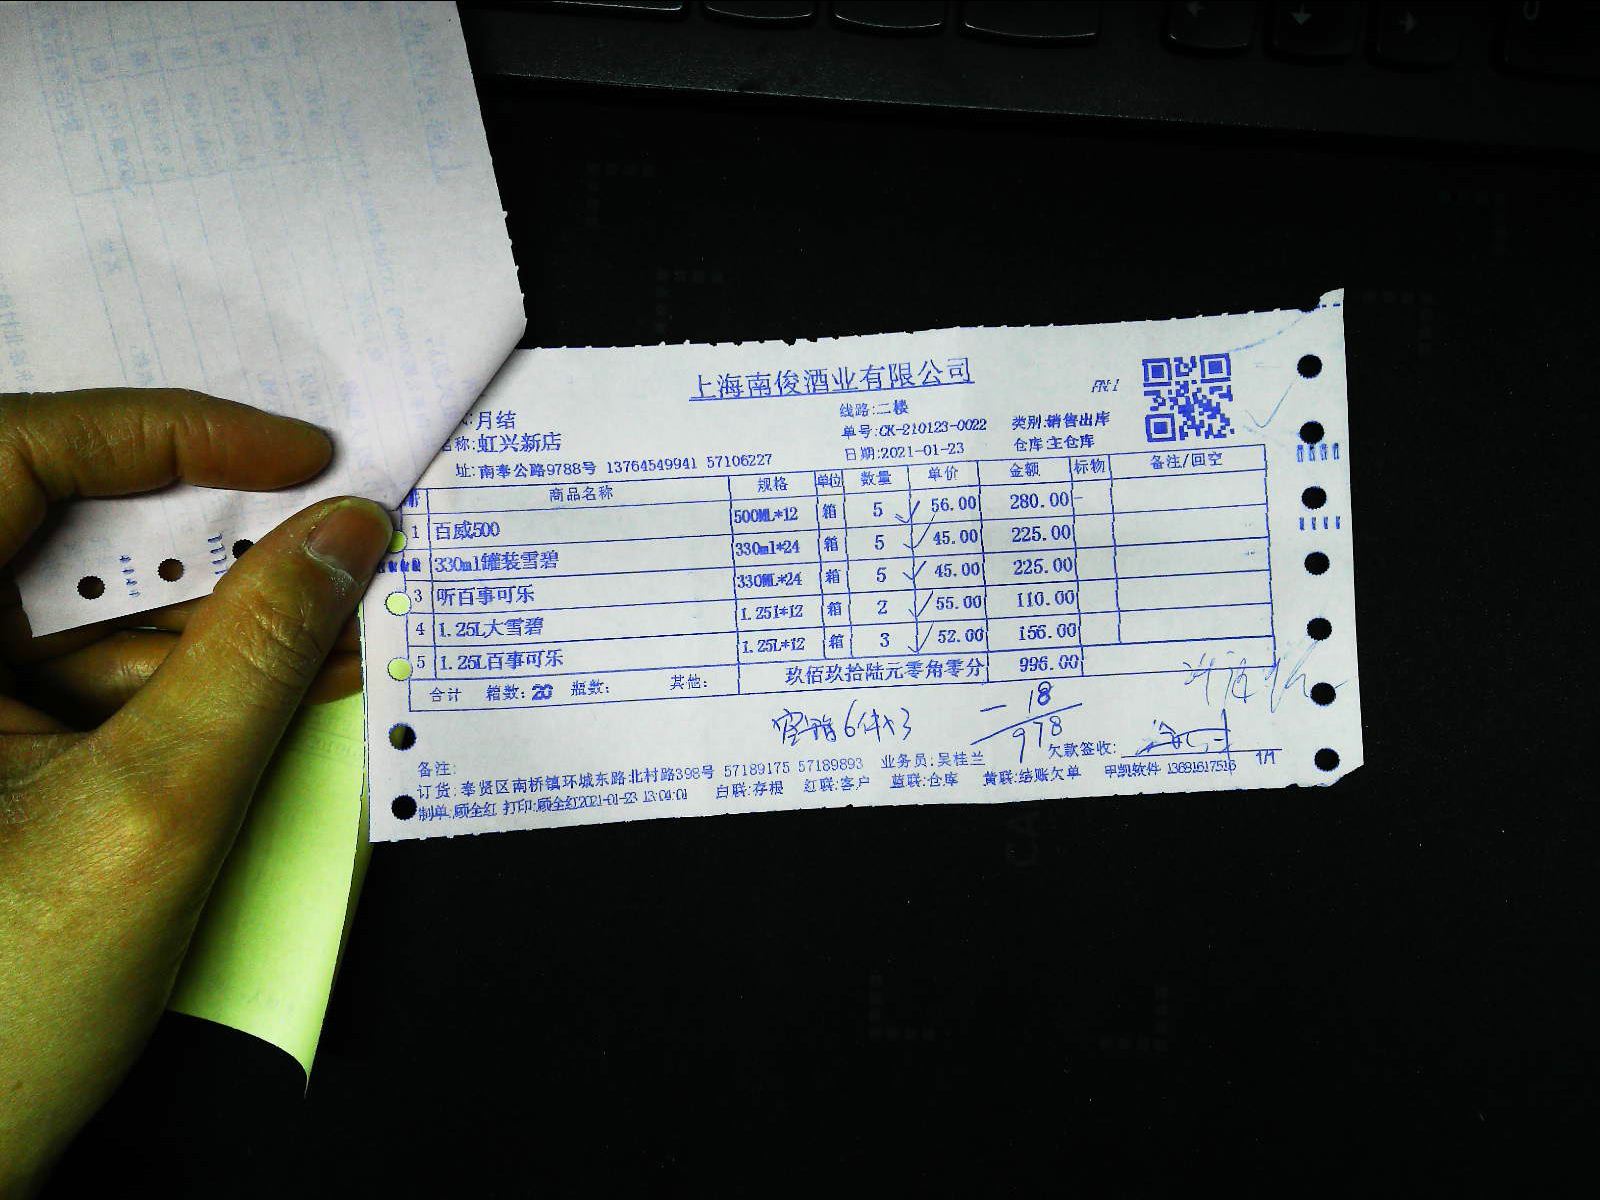 上海南俊酒业有限公司
PN:1
:月结
线路:二楼
称:虹兴新店
单号:CK-210123-0022 类别:销售出库
址:南奉公路9788号 13764549941 57106227
日期:2021-01-23 仓库:主仓库
商品名称 规格 单位 数量 单价 金额 标物 备注/回空
1 百威500 500ML*12 箱 5 56.00 280.00
330ml罐装雪碧 330ml*24 箱 5 45.00 225.00
3 听百事可乐 330ML*24 箱 5 45.00 225.00
4 1.25L大雪碧 1.25l*12 箱 2 55.00 110.00
5 1.25L百事可乐 1.25L*12 箱 3 52.00 156.00
合计 箱数:20 瓶数: 其他: 玖佰玖拾陆元零角零分 996.00
- 18
978
欠款签收:
备注:
订货:奉贤区南桥镇环城东路北村路398号 57189175 57189893 业务员:吴桂兰
制单:顾全红 打印:顾全红2021-01-23 13:04:01 白联:存根 红联:客户 蓝联:仓库 黄联:结账欠单 甲凯软件 13681617516 1/1